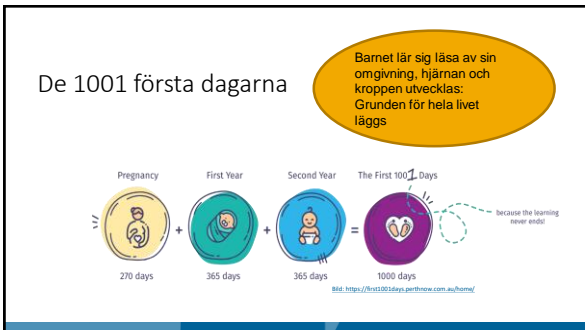 De 1001 första dagarna
Barnet lär sig läsa av sin
omgivning, hjärnan och
kroppen utvecklas:
Grunden för hela livet
läggs
Pregnancy
First Year
Second Year
The First 1001 Days
+
+
=
because the learning
never ends!
270 days
365 days
365 days
1000 days
Bild: https://first1001days.perthnow.com.au/home/